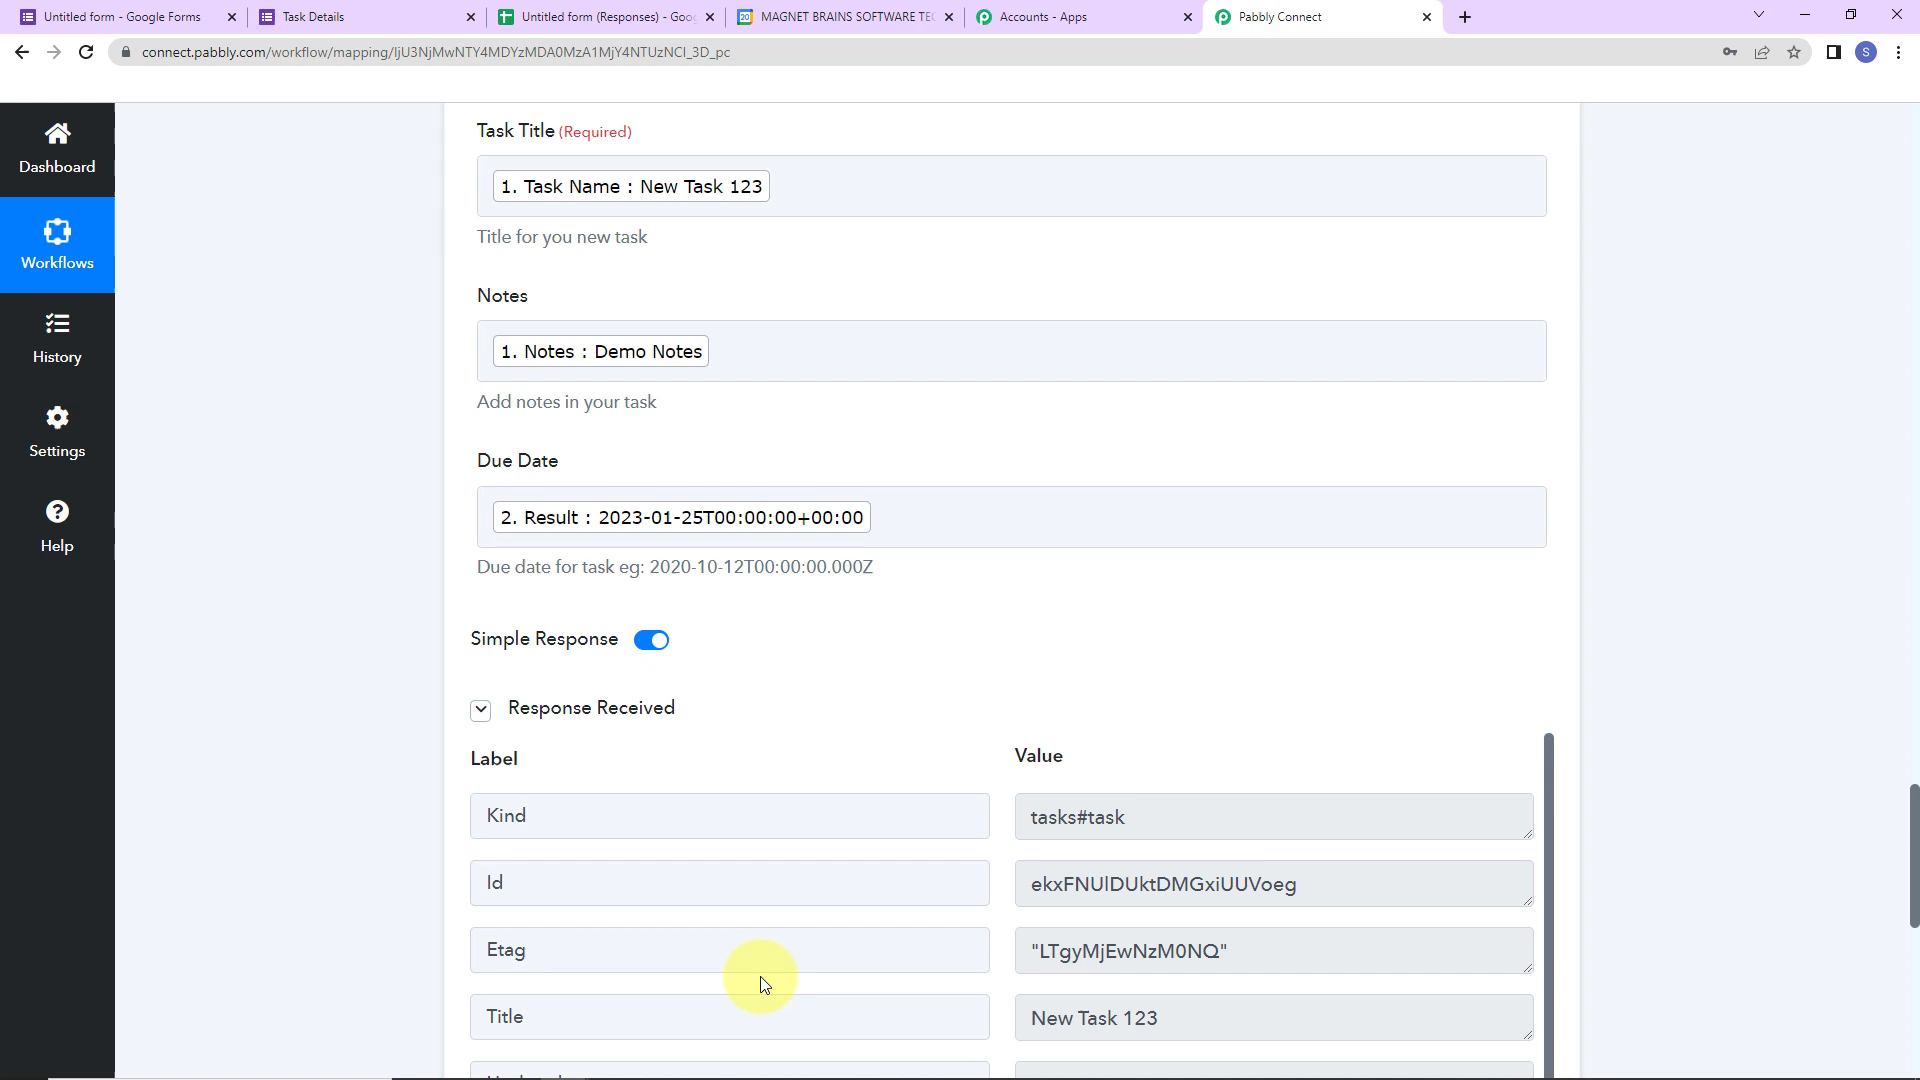 Untitled form - Google Forms
Task Details
Untitled form (Responses) - Goo
MAGNET BRAINS SOFTWARE TEC
Accounts - Apps
Pabbly Connect
connect.pabbly.com/workflow/mapping/IjU3NjMwNTY4MDYzMDA0MzA1MjY4NTUzNCI_3D_pc
S
Dashboard
Workflows
History
Settings
Help
Task Title (Required)
1. Task Name : New Task 123
Title for you new task
Notes
1. Notes : Demo Notes
Add notes in your task
Due Date
2. Result : 2023-01-25T00:00:00+00:00
Due date for task eg: 2020-10-12T00:00:00.000Z
Simple Response
Response Received
Label
Value
Kind
tasks#task
Id
ekxFNUlDUktDMGxiUUVoeg
Etag
"LTgyMjEwNzM0NQ"
Title
New Task 123